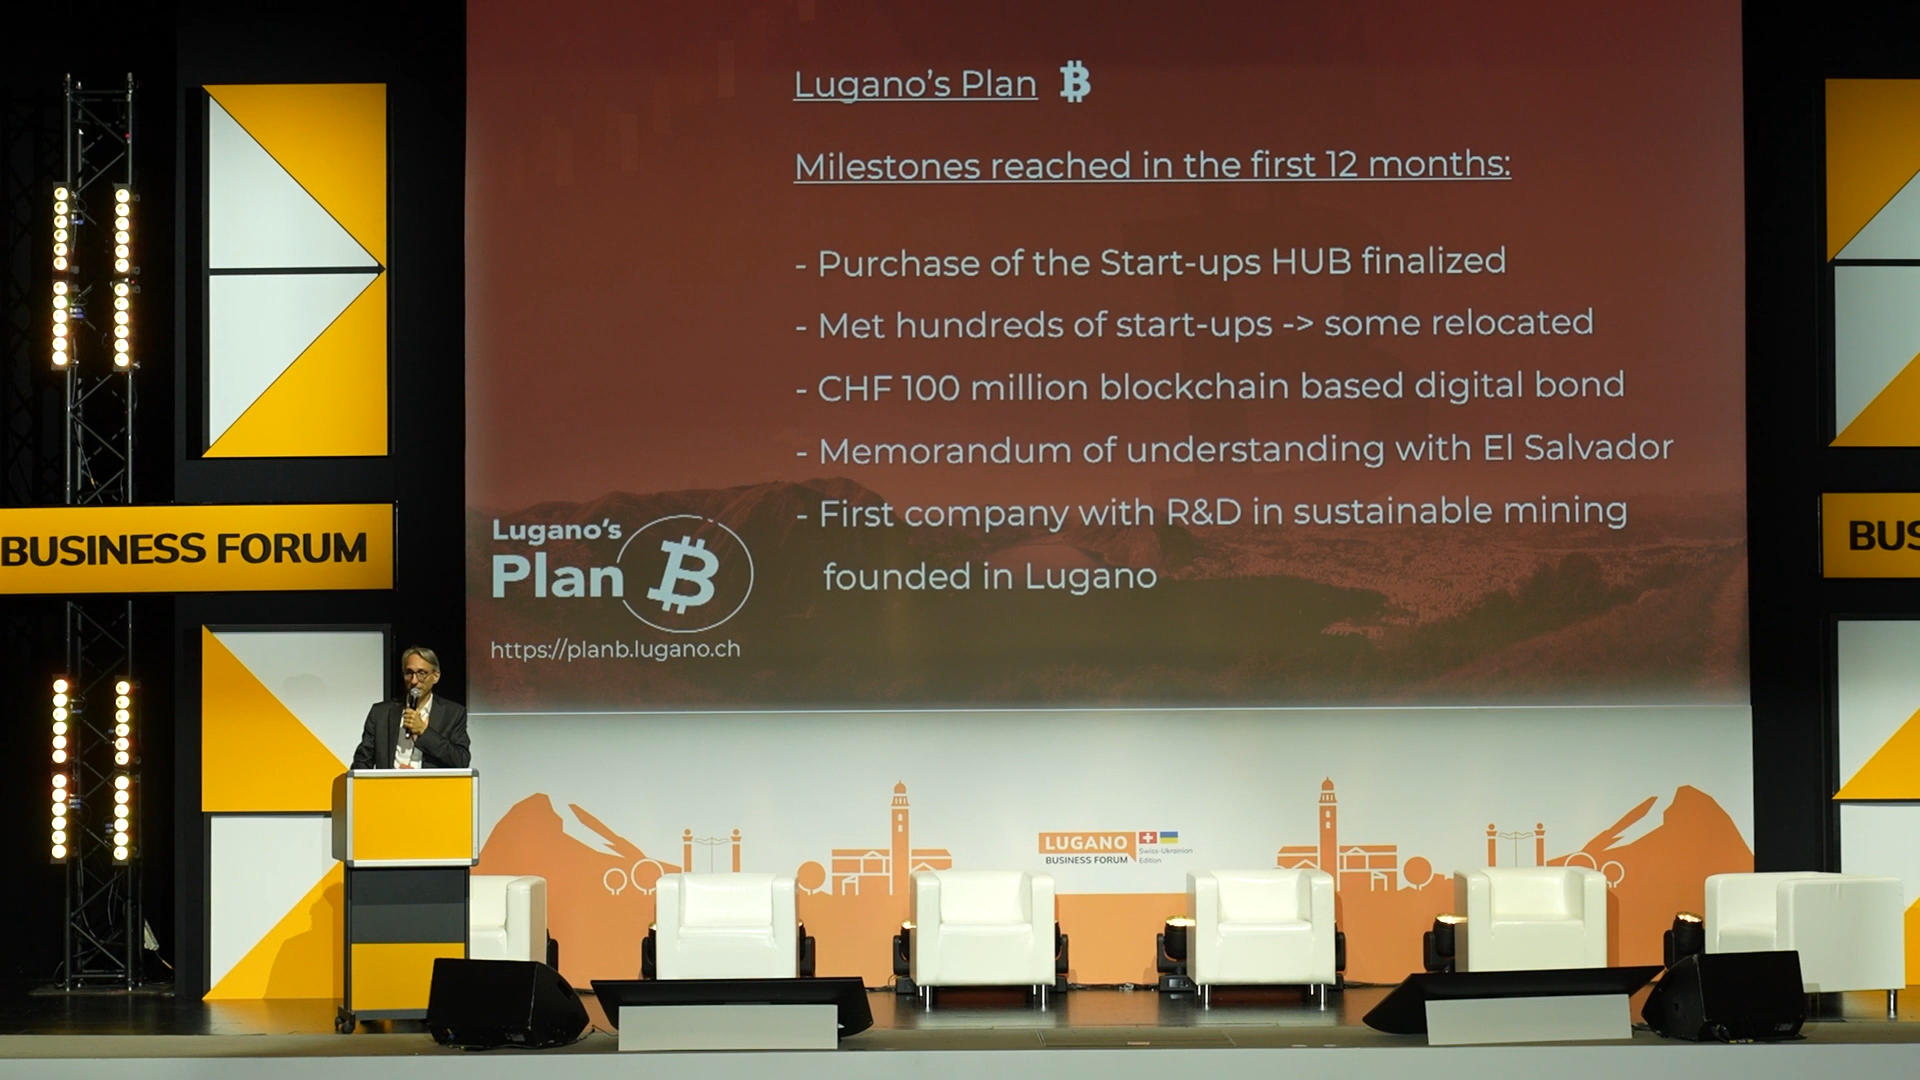 Lugano's Plan ₿
Milestones reached in the first 12 months:
- Purchase of the Start-ups HUB finalized
- Met hundreds of start-ups -> some relocated
- CHF 100 million blockchain based digital bond
- Memorandum of understanding with El Salvador
- First company with R&D in sustainable mining
founded in Lugano
Lugano's
Plan ₿
https://planb.lugano.ch
BUSINESS FORUM
BUS
LUGANO
BUSINESS FORUM
Swiss-Ukrainian
Edition